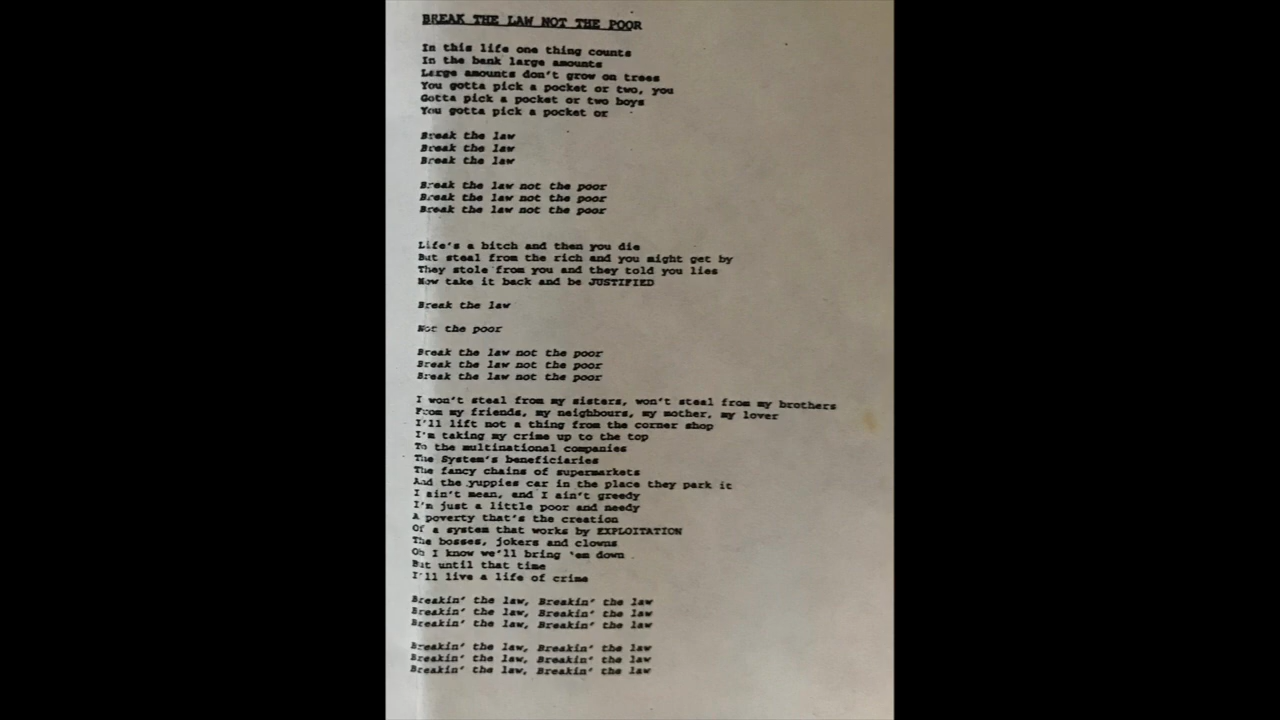 BREAK THE LAW NOT THE POOR
In this life one thing counts
In the bank large amounts
Large amounts don't grow on trees
You gotta pick a pocket or two, you
Gotta pick a pocket or two boys
You gotta pick a pocket or
Break the law
Break the law
Break the law
Break the law not the poor
Break the law not the poor
Break the law not the poor
Life's a bitch and then you die
But steal from the rich and you might get by
They stole from you and they told you lies
Now take it back and be JUSTIFIED
Break the law
Not the poor
Break the law not the poor
Break the law not the poor
Break the law not the poor
I won't steal from my sisters, won't steal from my brothers
From my friends, my neighbours, my mother, my lover
I'll lift not a thing from the corner shop
I'm taking my crime up to the top
To the multinational companies
The System's beneficiaries
The fancy chains of supermarkets
And the yuppies car in the place they park it
I ain't mean, and I ain't greedy
I'm just a little poor and needy
A poverty that's the creation
Of a system that works by EXPLOITATION
The bosses, jokers and clowns
Oh I know we'll bring 'em down
But until that time
I'll live a life of crime
Breakin' the law, Breakin' the law
Breakin' the law, Breakin' the law
Breakin' the law, Breakin' the law
Breakin' the law, Breakin' the law
Breakin' the law, Breakin' the law
Breakin' the law, Breakin' the law